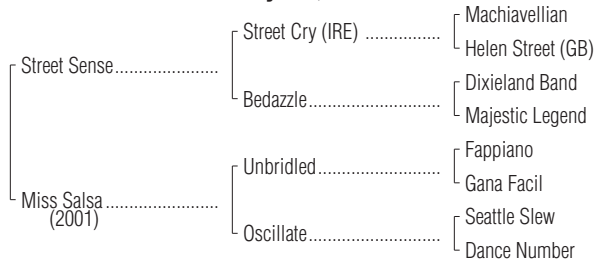 Machiavellian
Street Cry (IRE) ................
Helen Street (GB)
Street Sense......................
Dixieland Band
Bedazzle............................
Majestic Legend
Fappiano
Unbridled..........................
Gana Facil
Miss Salsa ........................
(2001)
Seattle Slew
Oscillate............................
Dance Number